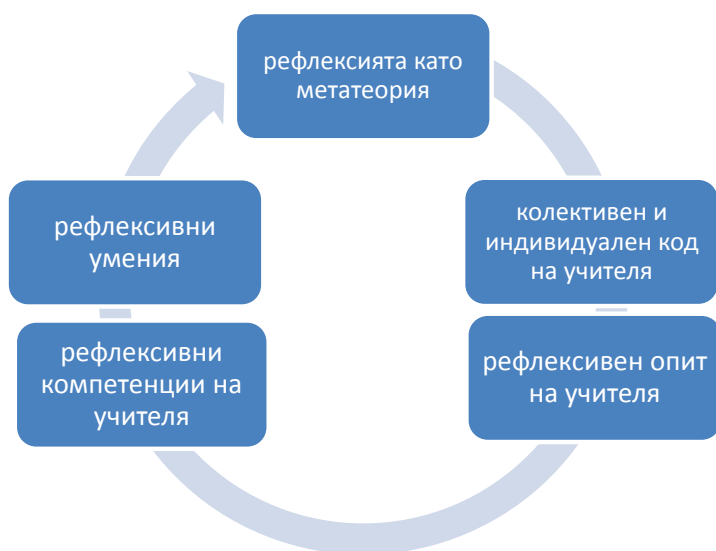 рефлексията като
метатеория
колективен и
индивидуален код
на учителя
рефлексивен опит
на учителя
рефлексивни
компетенции на
учителя
рефлексивни
умения